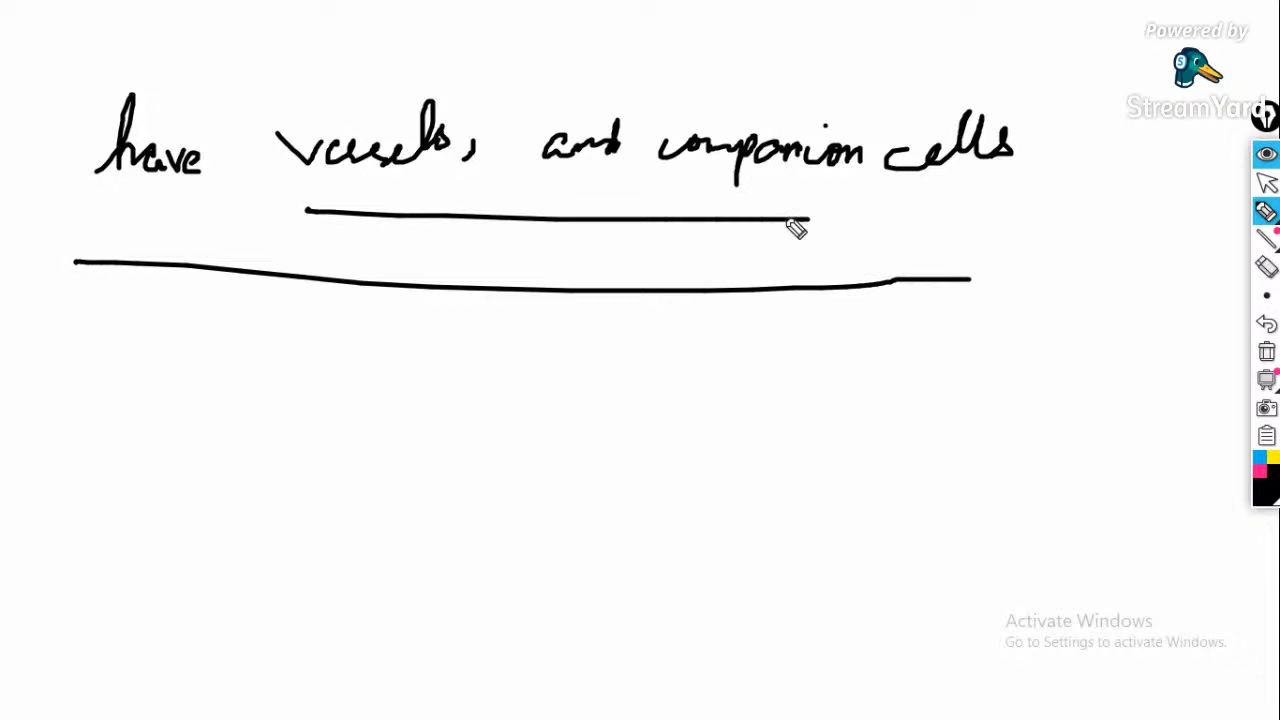 Powered by
StreamYard
have vessels, and companion cells
Activate Windows
Go to Settings to activate Windows.